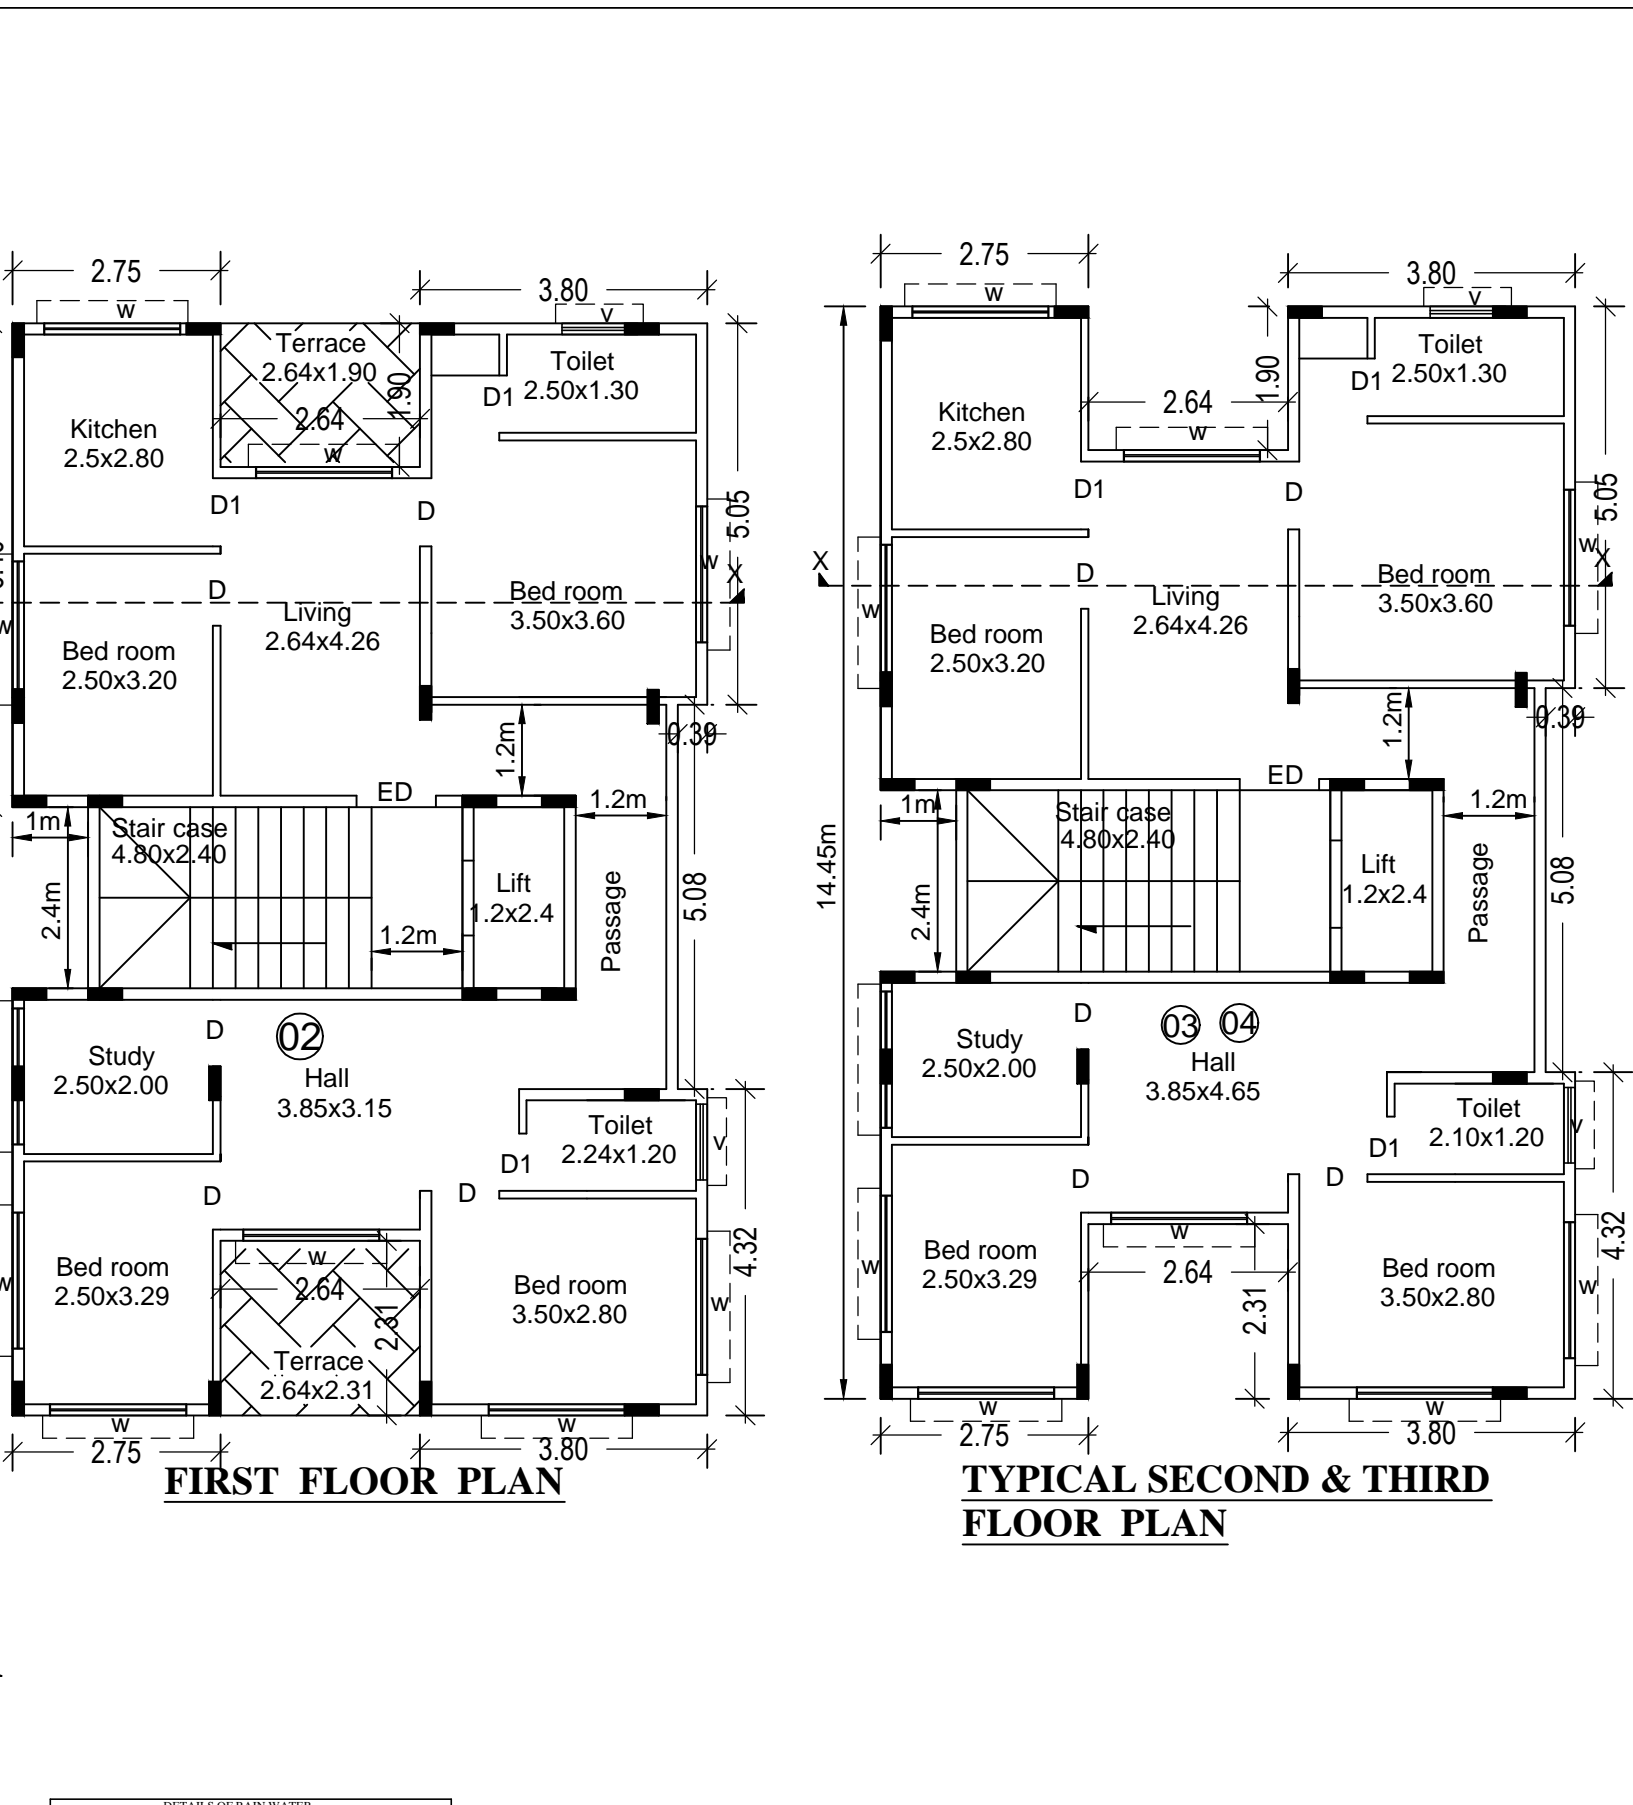 2.75
3.80
w
v
Terrace
2.64x1.90
1.90
Toilet
2.50x1.30
D1
2.64
w
Kitchen
2.5x2.80
D1
D
5.05
w
X
D
Bed room
3.50x3.60
Living
2.64x4.26
w
Bed room
2.50x3.20
0.39
1.2m
ED
1.2m
1m
Stair case
4.80x2.40
2.4m
Lift
1.2x2.4
Passage
5.08
1.2m
D
02
Study
2.50x2.00
Hall
3.85x3.15
Toilet
2.24x1.20
v
D1
D
D
4.32
w
2.64
2.31
w
Bed room
2.50x3.29
Bed room
3.50x2.80
w
Terrace
2.64x2.31
w
w
2.75
3.80
FIRST FLOOR PLAN
2.75
3.80
w
v
1.90
Toilet
2.50x1.30
D1
2.64
w
Kitchen
2.5x2.80
D1
D
5.05
w
X
X
D
Bed room
3.50x3.60
Living
2.64x4.26
w
Bed room
2.50x3.20
0.39
1.2m
ED
1.2m
1m
Stair case
4.80x2.40
14.45m
2.4m
Lift
1.2x2.4
Passage
5.08
D
03
04
Study
2.50x2.00
Hall
3.85x4.65
Toilet
2.10x1.20
v
D1
D
D
4.32
w
2.64
2.31
w
Bed room
2.50x3.29
Bed room
3.50x2.80
w
w
w
2.75
3.80
TYPICAL SECOND & THIRD
FLOOR PLAN
DETAILS OF RAIN WATER